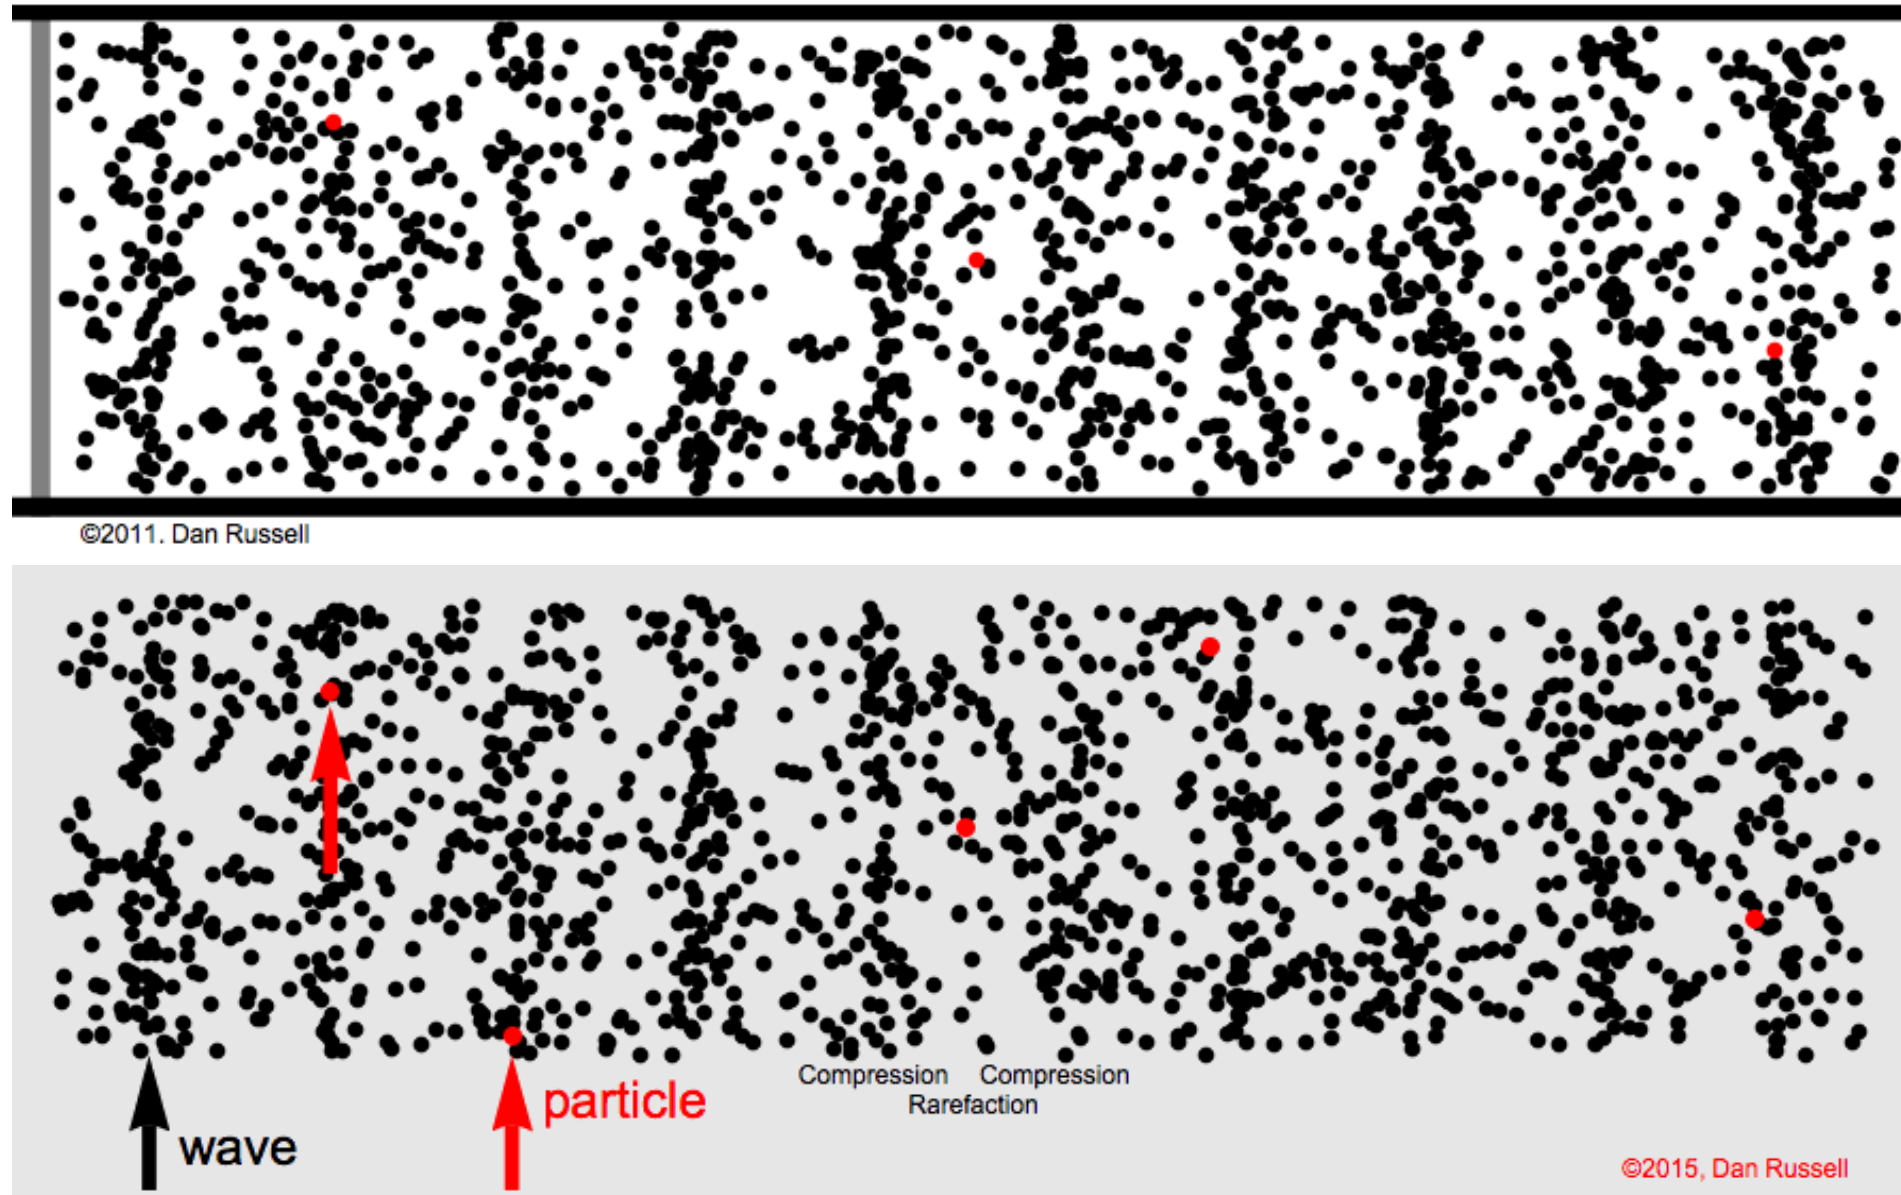 ©2011. Dan Russell
Compression Compression
Rarefaction
particle
wave
©2015, Dan Russell